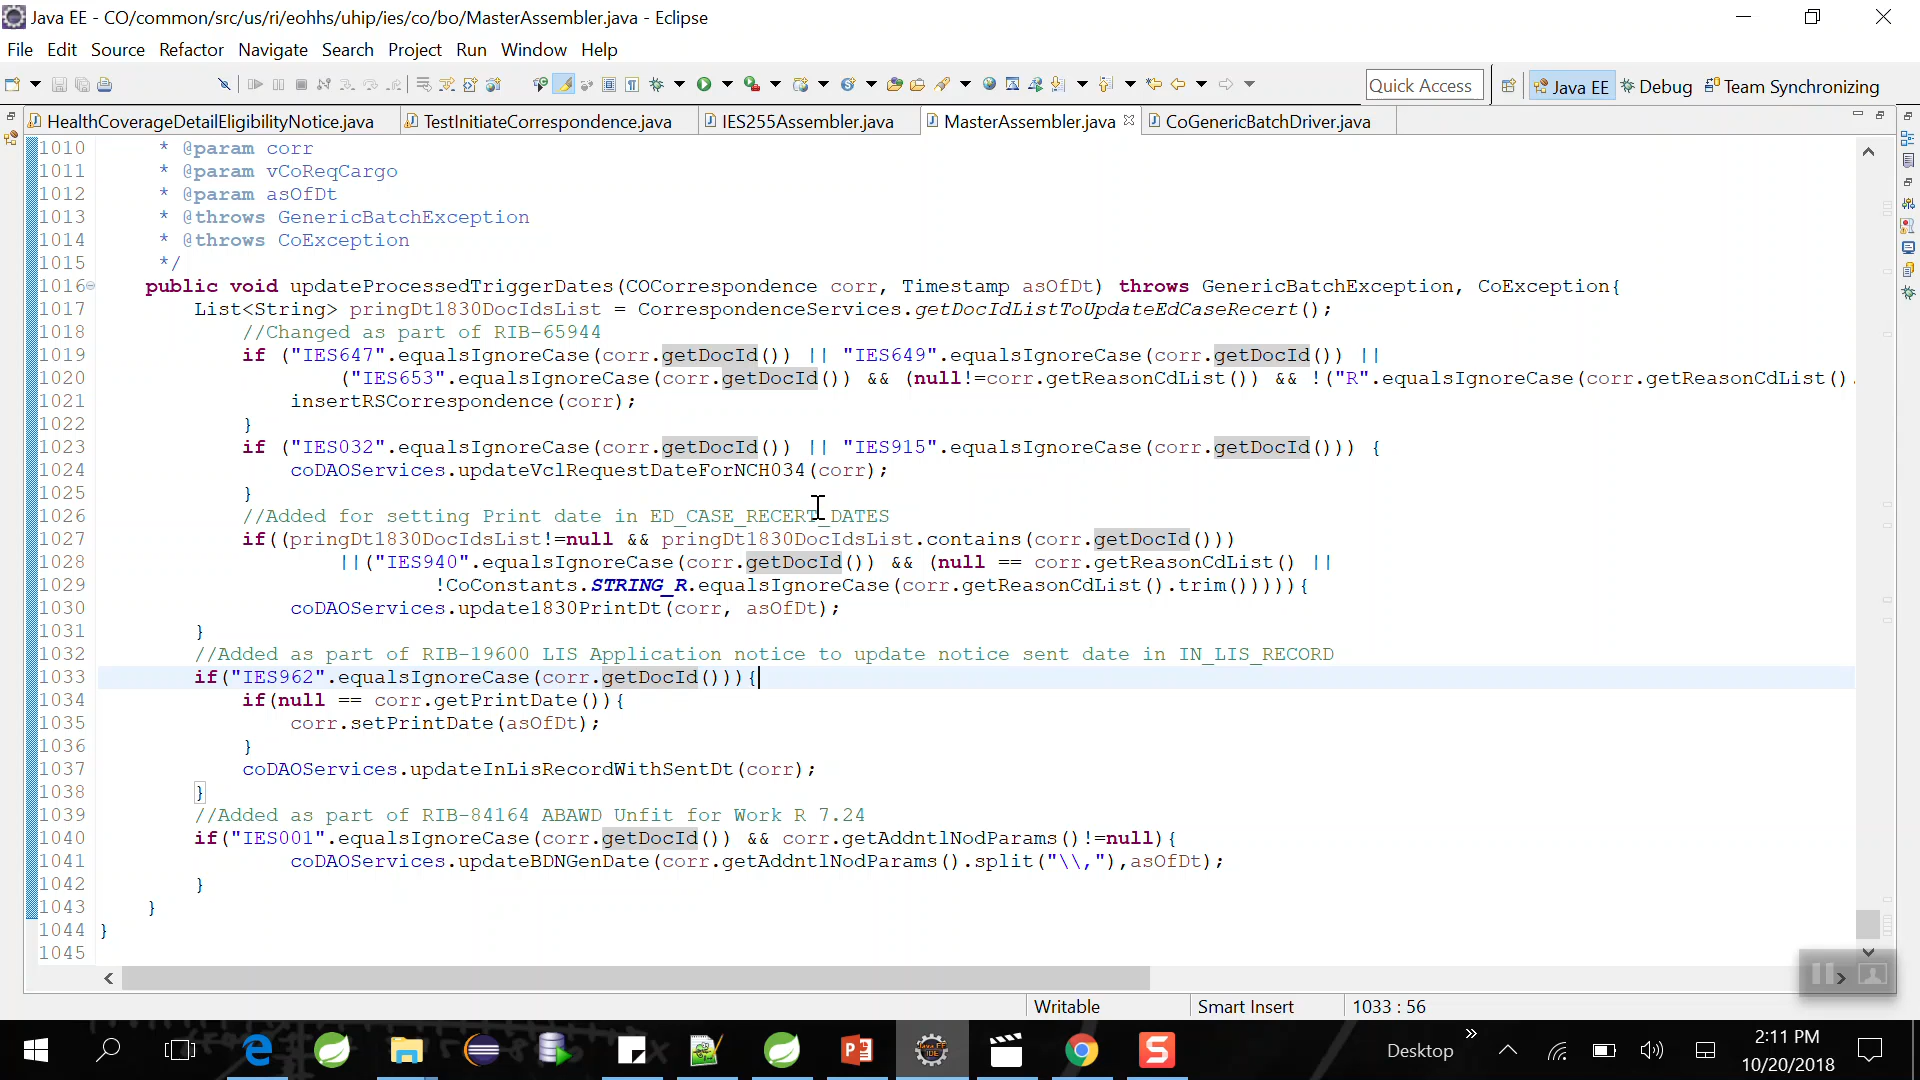 Java EE - CO/common/src/us/ri/eohhs/uhip/ies/co/bo/MasterAssembler.java - Eclipse
File Edit Source Refactor Navigate Search Project Run Window Help
Quick Access Java EE Debug Team Synchronizing
HealthCoverageDetailEligibilityNotice.java TestInitiateCorrespondence.java IES255Assembler.java MasterAssembler.java CoGenericBatchDriver.java
1010 * @param corr
1011 * @param vCoReqCargo
1012 * @param asOfDt
1013 * @throws GenericBatchException
1014 * @throws CoException
1015 */
1016 public void updateProcessedTriggerDates(COCorrespondence corr, Timestamp asOfDt) throws GenericBatchException, CoException{
1017 List<String> pringDt1830DocIdsList = CorrespondenceServices.getDocIdListToUpdateEdCaseRecert();
1018 //Changed as part of RIB-65944
1019 if ("IES647".equalsIgnoreCase(corr.getDocId()) || "IES649".equalsIgnoreCase(corr.getDocId()) ||
1020 ("IES653".equalsIgnoreCase(corr.getDocId()) && (null!=corr.getReasonCdList()) && !("R".equalsIgnoreCase(corr.getReasonCdList().
1021 insertRSCorrespondence(corr);
1022 }
1023 if ("IES032".equalsIgnoreCase(corr.getDocId()) || "IES915".equalsIgnoreCase(corr.getDocId())) {
1024 coDAOServices.updateVclRequestDateForNCH034(corr);
1025 }
1026 //Added for setting Print date in ED_CASE_RECERT_DATES
1027 if((pringDt1830DocIdsList!=null && pringDt1830DocIdsList.contains(corr.getDocId()))
1028 ||("IES940".equalsIgnoreCase(corr.getDocId()) && (null == corr.getReasonCdList() ||
1029 !CoConstants.STRING_R.equalsIgnoreCase(corr.getReasonCdList().trim())))){
1030 coDAOServices.update1830PrintDt(corr, asOfDt);
1031 }
1032 //Added as part of RIB-19600 LIS Application notice to update notice sent date in IN_LIS_RECORD
1033 if("IES962".equalsIgnoreCase(corr.getDocId())){
1034 if(null == corr.getPrintDate()){
1035 corr.setPrintDate(asOfDt);
1036 }
1037 coDAOServices.updateInLisRecordWithSentDt(corr);
1038 }
1039 //Added as part of RIB-84164 ABAWD Unfit for Work R 7.24
1040 if("IES001".equalsIgnoreCase(corr.getDocId()) && corr.getAddntlNodParams()!=null){
1041 coDAOServices.updateBDNGenDate(corr.getAddntlNodParams().split("\\,"),asOfDt);
1042 }
1043 }
1044 }
1045
Writable Smart Insert 1033 : 56
Desktop
2:11 PM
10/20/2018